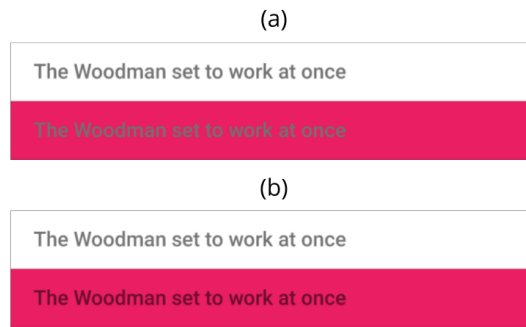 (a)
The Woodman set to work at once
The Woodman set to work at once
(b)
The Woodman set to work at once
The Woodman set to work at once